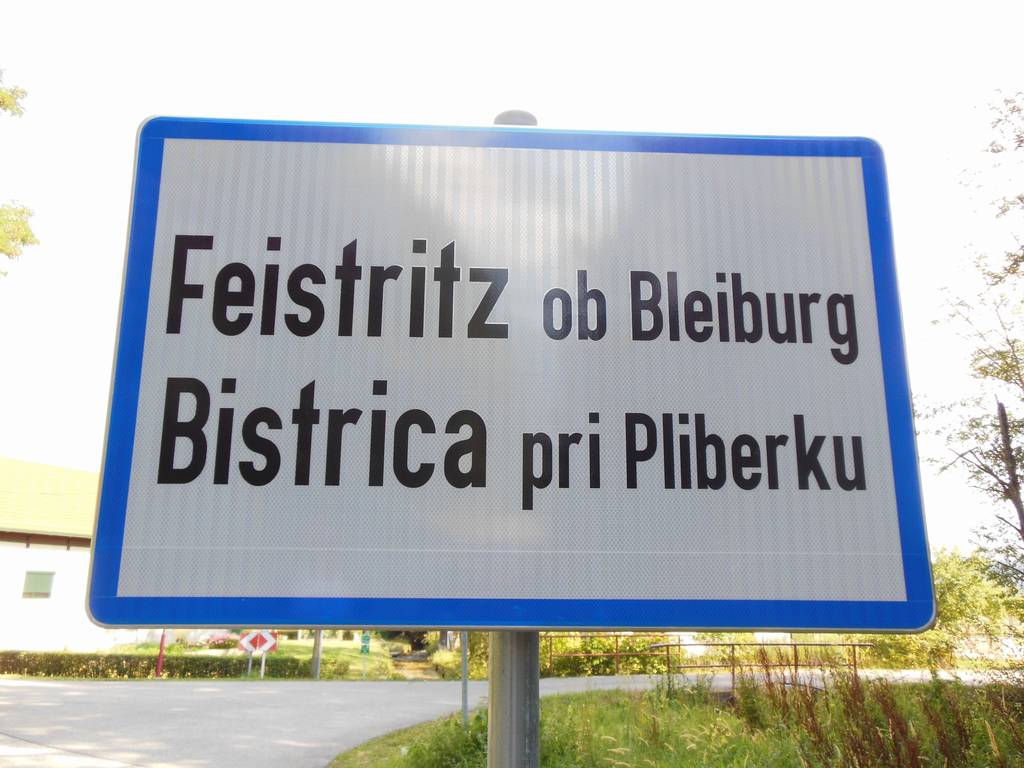 Feistritz ob Bleiburg
Bistrica pri Pliberku